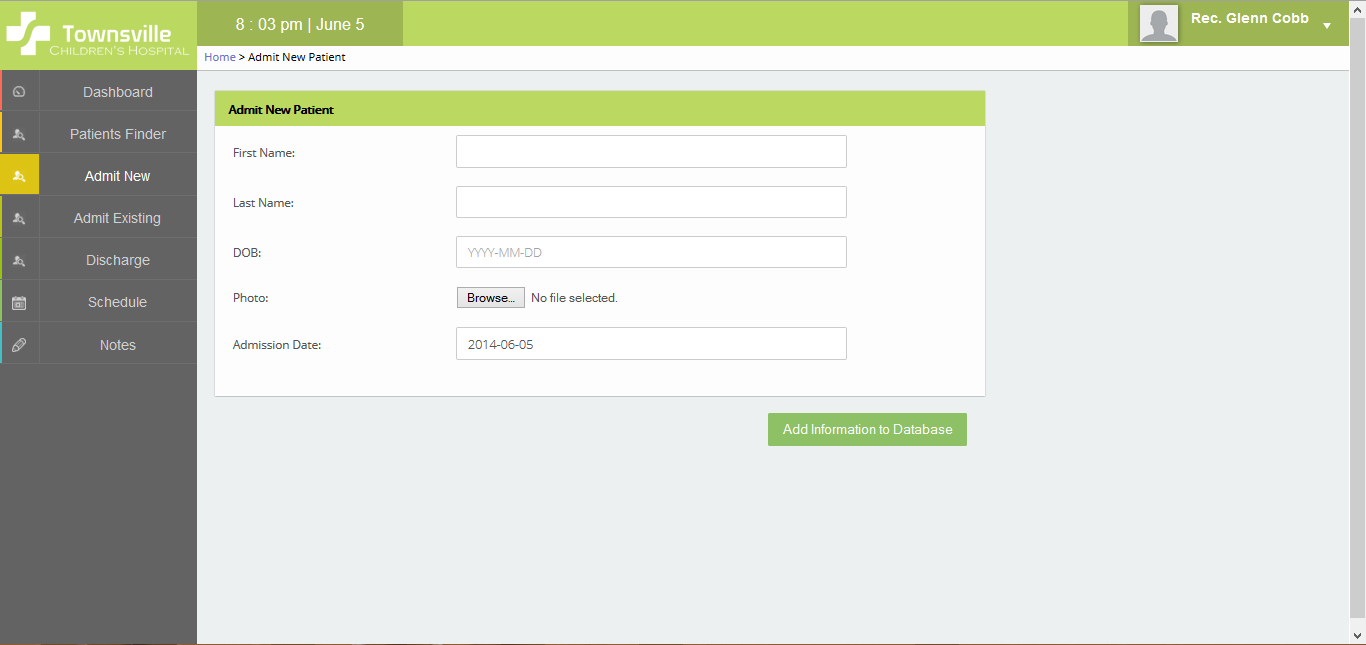 Townsville
CHILDREN'S HOSPITAL
8 : 03 pm | June 5
Rec. Glenn Cobb
Home > Admit New Patient
Dashboard
Patients Finder
Admit New
Admit Existing
Discharge
Schedule
Notes
Admit New Patient
First Name:
Last Name:
DOB: YYYY-MM-DD
Photo: Browse... No file selected.
Admission Date: 2014-06-05
Add Information to Database